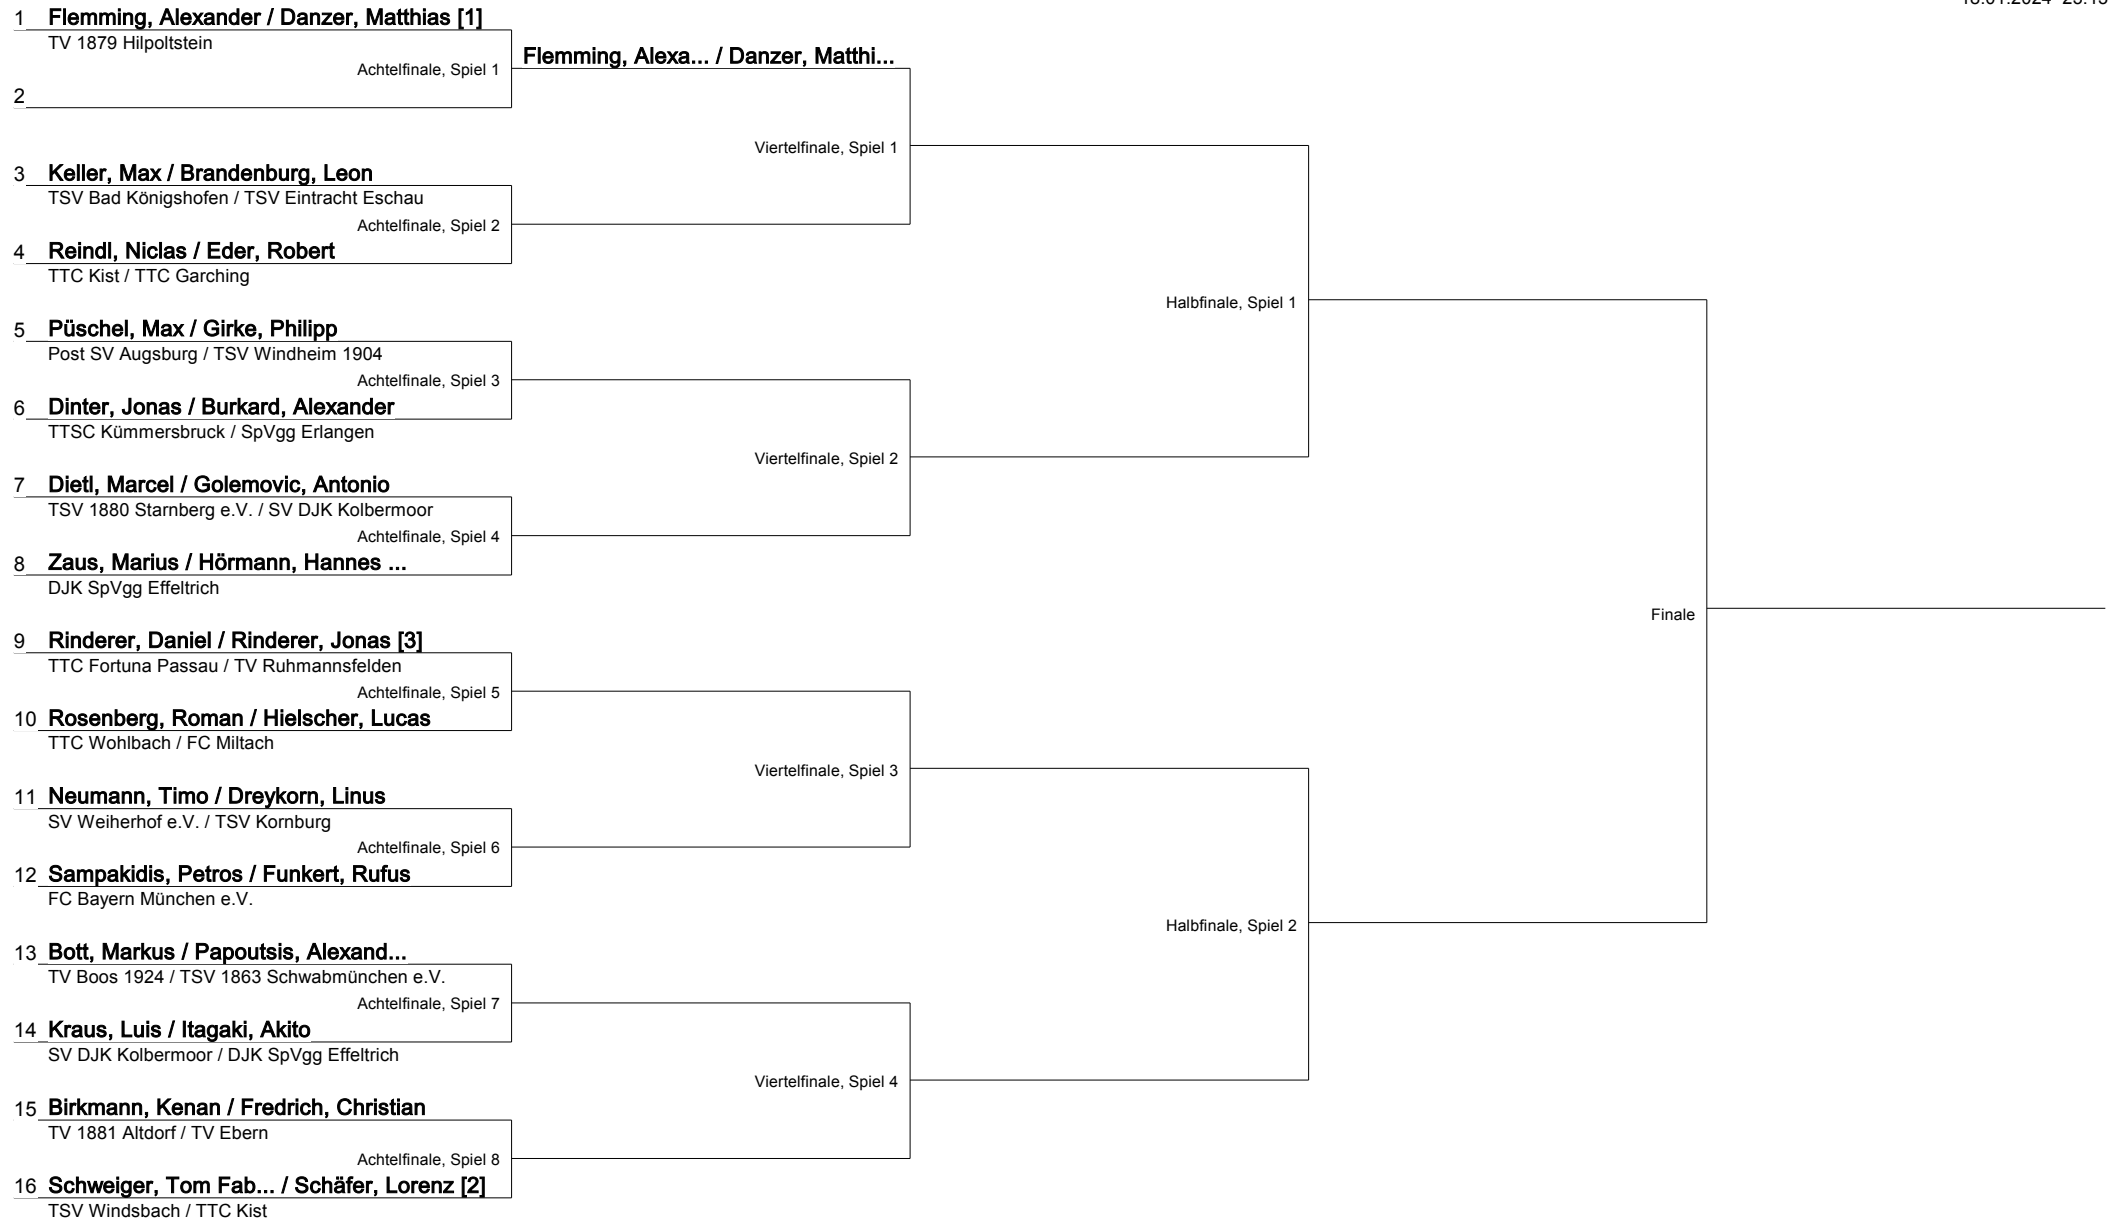 13.01.2024 23:15
1 Flemming, Alexander / Danzer, Matthias [1]
TV 1879 Hilpoltstein
Achtelfinale, Spiel 1
Flemming, Alexa... / Danzer, Matthi...
2
Viertelfinale, Spiel 1
3 Keller, Max / Brandenburg, Leon
TSV Bad Königshofen / TSV Eintracht Eschau
Achtelfinale, Spiel 2
4 Reindl, Niclas / Eder, Robert
TTC Kist / TTC Garching
Halbfinale, Spiel 1
5 Püschel, Max / Girke, Philipp
Post SV Augsburg / TSV Windheim 1904
Achtelfinale, Spiel 3
6 Dinter, Jonas / Burkard, Alexander
TTSC Kümmersbruck / SpVgg Erlangen
Viertelfinale, Spiel 2
7 Dietl, Marcel / Golemovic, Antonio
TSV 1880 Starnberg e.V. / SV DJK Kolbermoor
Achtelfinale, Spiel 4
8 Zaus, Marius / Hörmann, Hannes ...
DJK SpVgg Effeltrich
Finale
9 Rinderer, Daniel / Rinderer, Jonas [3]
TTC Fortuna Passau / TV Ruhmannsfelden
Achtelfinale, Spiel 5
10 Rosenberg, Roman / Hielscher, Lucas
TTC Wohlbach / FC Miltach
Viertelfinale, Spiel 3
11 Neumann, Timo / Dreykorn, Linus
SV Weiherhof e.V. / TSV Kornburg
Achtelfinale, Spiel 6
12 Sampakidis, Petros / Funkert, Rufus
FC Bayern München e.V.
Halbfinale, Spiel 2
13 Bott, Markus / Papoutsis, Alexand...
TV Boos 1924 / TSV 1863 Schwabmünchen e.V.
Achtelfinale, Spiel 7
14 Kraus, Luis / Itagaki, Akito
SV DJK Kolbermoor / DJK SpVgg Effeltrich
Viertelfinale, Spiel 4
15 Birkmann, Kenan / Fredrich, Christian
TV 1881 Altdorf / TV Ebern
Achtelfinale, Spiel 8
16 Schweiger, Tom Fab... / Schäfer, Lorenz [2]
TSV Windsbach / TTC Kist